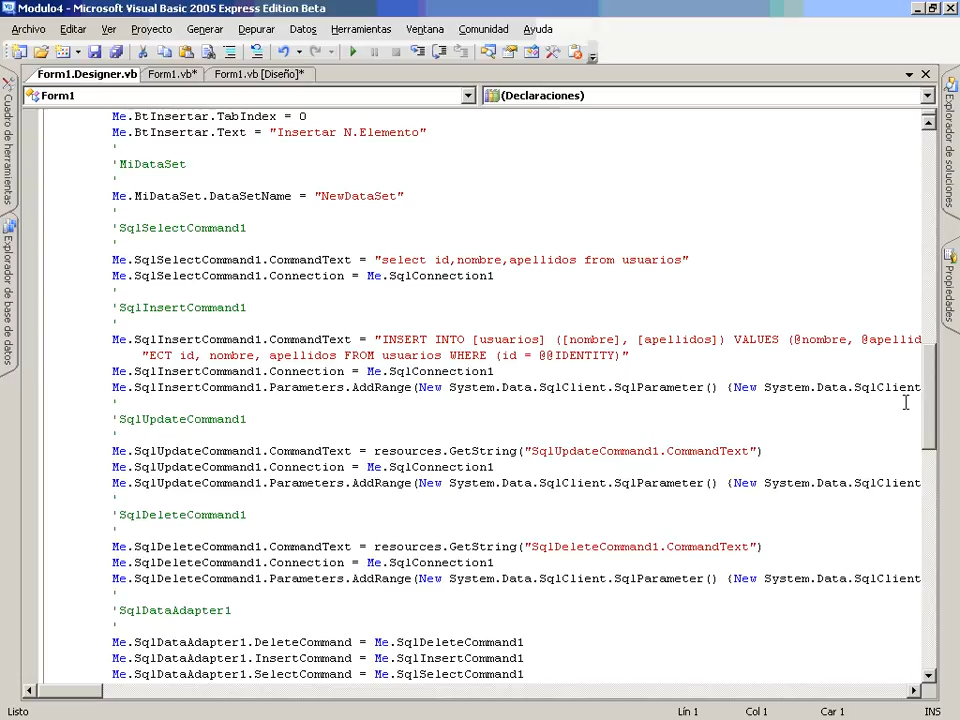 Modulo4 - Microsoft Visual Basic 2005 Express Edition Beta
Archivo Editar Ver Proyecto Generar Depurar Datos Herramientas Ventana Comunidad Ayuda
Form1.Designer.vb Form1.vb* Form1.vb [Diseño]*
Form1 (Declaraciones)
Cuadro de herramientas
Explorador de base de datos
Me.BtInsertar.TabIndex = 0
Me.BtInsertar.Text = "Insertar N.Elemento"
'
'MiDataSet
'
Me.MiDataSet.DataSetName = "NewDataSet"
'
'SqlSelectCommand1
'
Me.SqlSelectCommand1.CommandText = "select id,nombre,apellidos from usuarios"
Me.SqlSelectCommand1.Connection = Me.SqlConnection1
'
'SqlInsertCommand1
'
Me.SqlInsertCommand1.CommandText = "INSERT INTO [usuarios] ([nombre], [apellidos]) VALUES (@nombre, @apellid
"ECT id, nombre, apellidos FROM usuarios WHERE (id = @@IDENTITY)"
Me.SqlInsertCommand1.Connection = Me.SqlConnection1
Me.SqlInsertCommand1.Parameters.AddRange(New System.Data.SqlClient.SqlParameter() {New System.Data.SqlClient
'
'SqlUpdateCommand1
'
Me.SqlUpdateCommand1.CommandText = resources.GetString("SqlUpdateCommand1.CommandText")
Me.SqlUpdateCommand1.Connection = Me.SqlConnection1
Me.SqlUpdateCommand1.Parameters.AddRange(New System.Data.SqlClient.SqlParameter() {New System.Data.SqlClient
'
'SqlDeleteCommand1
'
Me.SqlDeleteCommand1.CommandText = resources.GetString("SqlDeleteCommand1.CommandText")
Me.SqlDeleteCommand1.Connection = Me.SqlConnection1
Me.SqlDeleteCommand1.Parameters.AddRange(New System.Data.SqlClient.SqlParameter() {New System.Data.SqlClient
'
'SqlDataAdapter1
'
Me.SqlDataAdapter1.DeleteCommand = Me.SqlDeleteCommand1
Me.SqlDataAdapter1.InsertCommand = Me.SqlInsertCommand1
Me.SqlDataAdapter1.SelectCommand = Me.SqlSelectCommand1
Explorador de soluciones
Propiedades
Listo Lín 1 Col 1 Car 1 INS